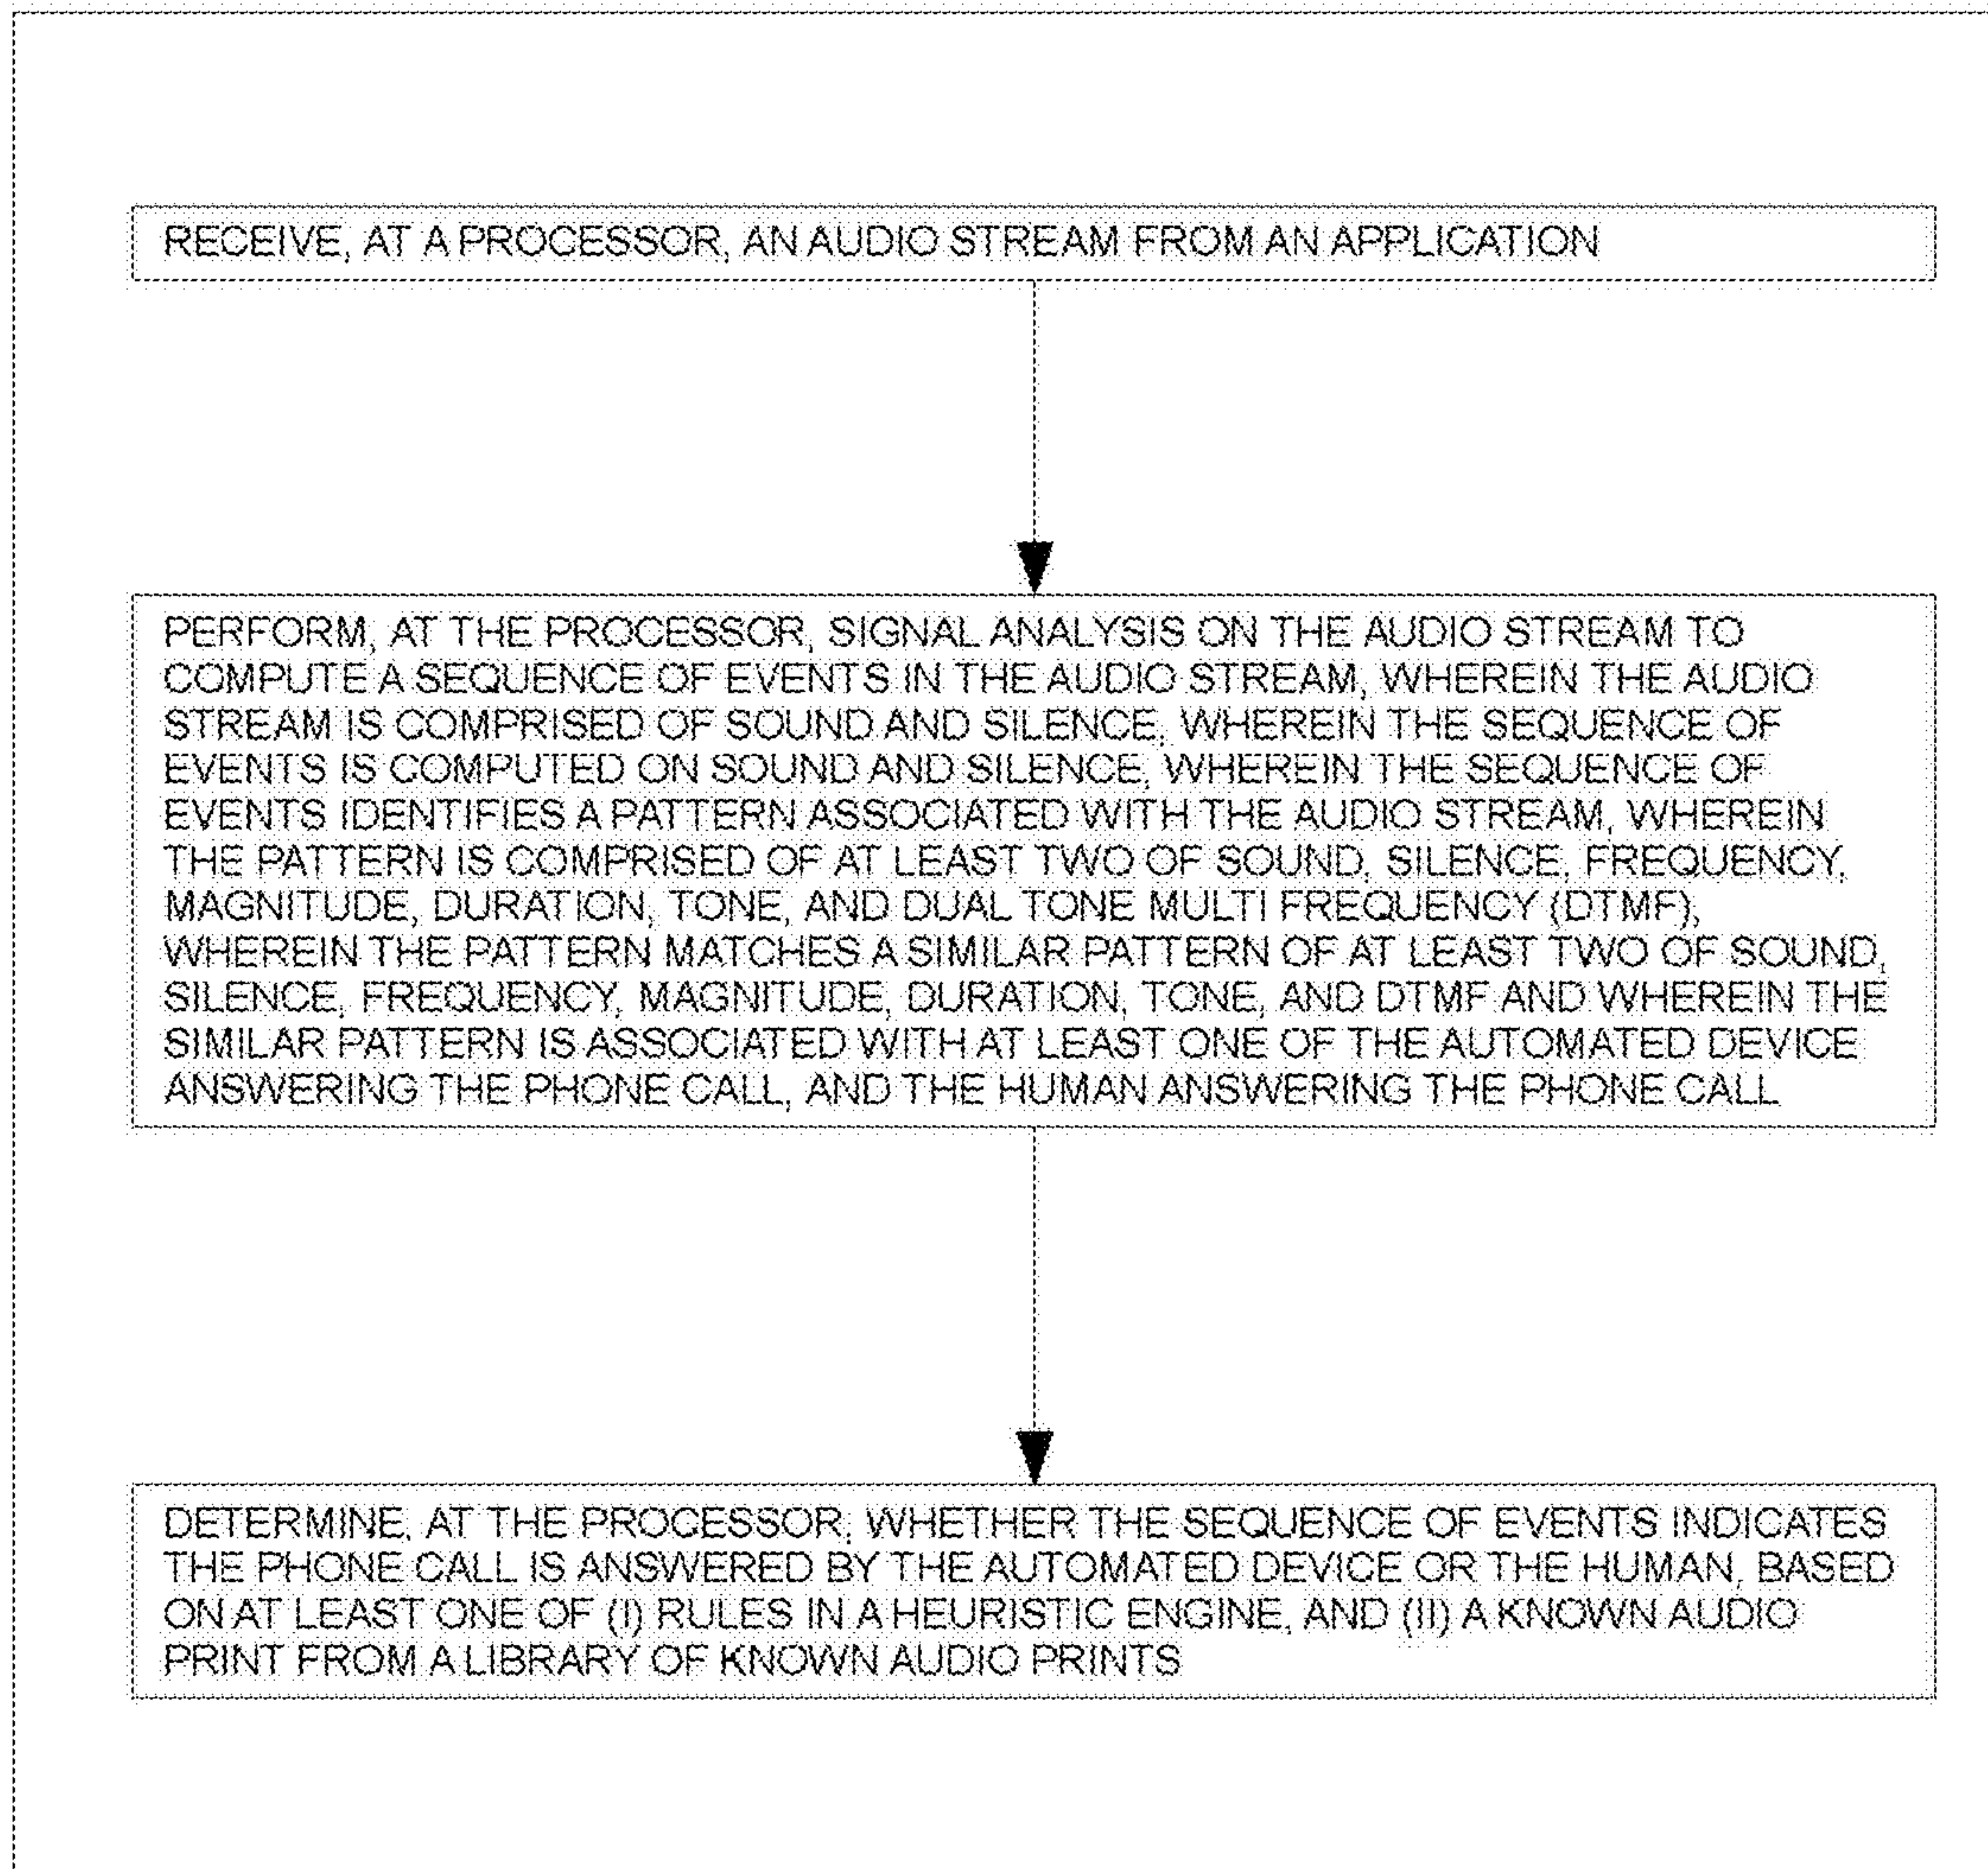 RECEIVE, AT A PROCESSOR, AN AUDIO STREAM FROM AN APPLICATION
PERFORM, AT THE PROCESSOR, SIGNAL ANALYSIS ON THE AUDIO STREAM TO
COMPUTE A SEQUENCE OF EVENTS IN THE AUDIO STREAM, WHEREIN THE AUDIO
STREAM IS COMPRISED OF SOUND AND SILENCE, WHEREIN THE SEQUENCE OF
EVENTS IS COMPUTED ON SOUND AND SILENCE, WHEREIN THE SEQUENCE OF
EVENTS IDENTIFIES A PATTERN ASSOCIATED WITH THE AUDIO STREAM, WHEREIN
THE PATTERN IS COMPRISED OF AT LEAST TWO OF SOUND, SILENCE, FREQUENCY,
MAGNITUDE, DURATION, TONE, AND DUAL TONE MULTI FREQUENCY (DTMF),
WHEREIN THE PATTERN MATCHES A SIMILAR PATTERN OF AT LEAST TWO OF SOUND,
SILENCE, FREQUENCY, MAGNITUDE, DURATION, TONE, AND DTMF AND WHEREIN THE
SIMILAR PATTERN IS ASSOCIATED WITH AT LEAST ONE OF THE AUTOMATED DEVICE
ANSWERING THE PHONE CALL, AND THE HUMAN ANSWERING THE PHONE CALL
DETERMINE, AT THE PROCESSOR, WHETHER THE SEQUENCE OF EVENTS INDICATES
THE PHONE CALL IS ANSWERED BY THE AUTOMATED DEVICE OR THE HUMAN, BASED
ON AT LEAST ONE OF (I) RULES IN A HEURISTIC ENGINE, AND (II) A KNOWN AUDIO
PRINT FROM A LIBRARY OF KNOWN AUDIO PRINTS